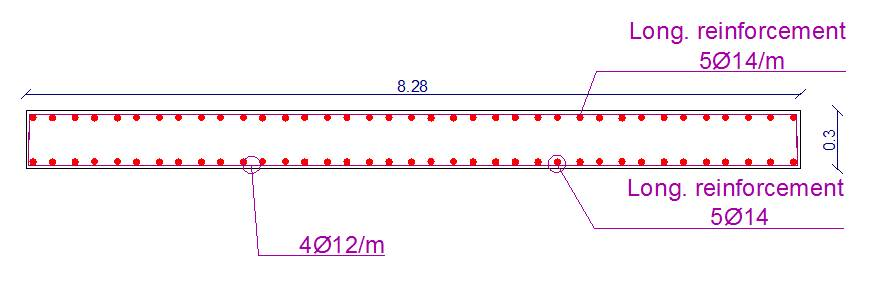 Long. reinforcement
5Ø14/m
8.28
0.3
Long. reinforcement
5Ø14
4Ø12/m